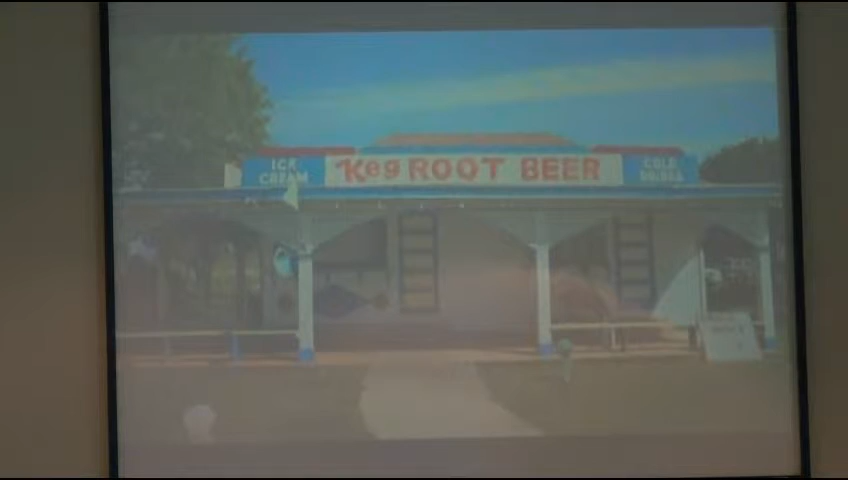 ICE
CREAM
Keg ROOT BEER
COLD
DRINKS